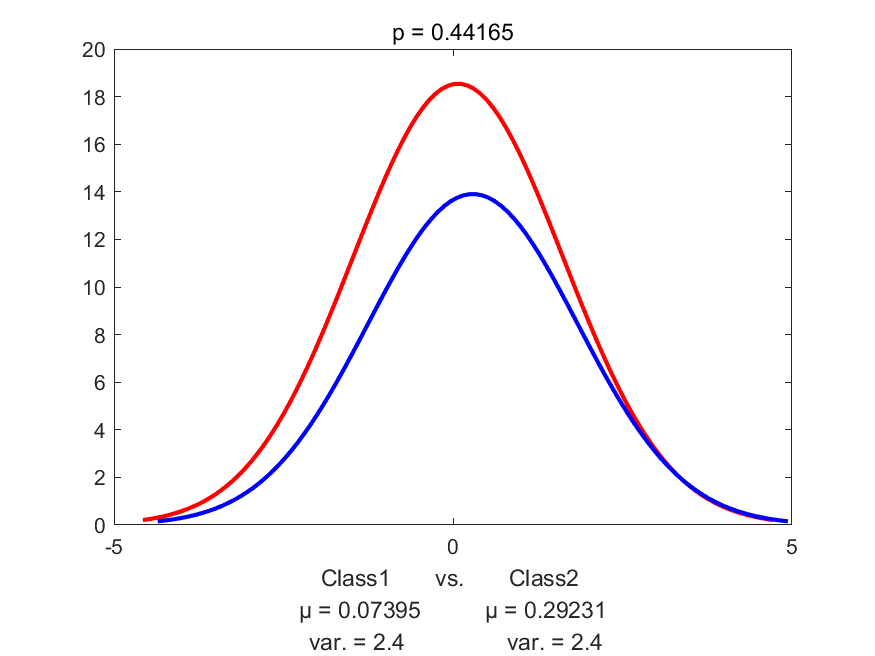 p = 0.44165
20
18
16
14
12
10
8
6
4
2
0
-5 0 5
Class1 vs. Class2
μ = 0.07395 μ = 0.29231
var. = 2.4 var. = 2.4